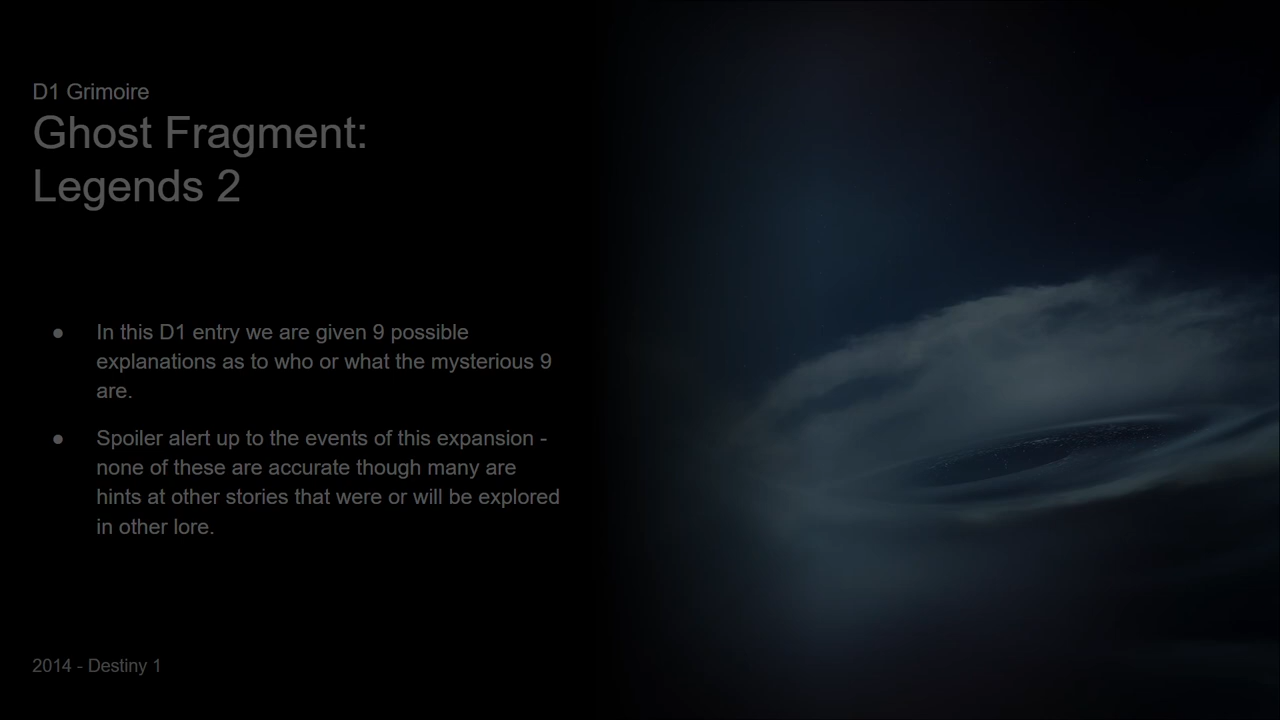 D1 Grimoire
Ghost Fragment:
Legends 2
● In this D1 entry we are given 9 possible
explanations as to who or what the mysterious 9
are.
● Spoiler alert up to the events of this expansion -
none of these are accurate though many are
hints at other stories that were or will be explored
in other lore.
2014 - Destiny 1